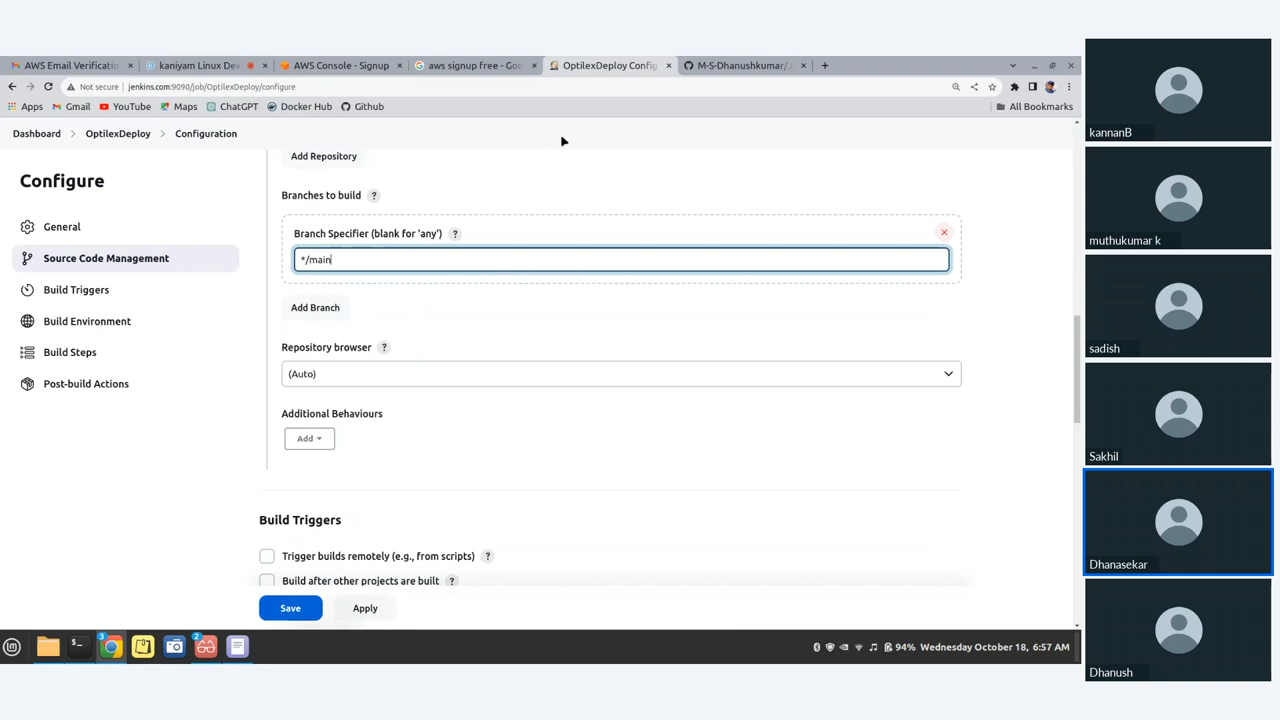 AWS Email Verificatio
kaniyam Linux Dev
AWS Console - Signup
aws signup free - Goo
OptilexDeploy Config
M-S-Dhanushkumar/J
Not secure jenkins.com:9090/job/OptilexDeploy/configure
Apps
Gmail
YouTube
Maps
ChatGPT
Docker Hub
Github
All Bookmarks
Dashboard > OptilexDeploy > Configuration
Configure
General
Source Code Management
Build Triggers
Build Environment
Build Steps
Post-build Actions
Add Repository
Branches to build ?
Branch Specifier (blank for 'any') ?
*/main
Add Branch
Repository browser ?
(Auto)
Additional Behaviours
Add
Build Triggers
Trigger builds remotely (e.g., from scripts) ?
Build after other projects are built ?
Save
Apply
3
2
94% Wednesday October 18, 6:57 AM
kannanB
muthukumar k
sadish
Sakhil
Dhanasekar
Dhanush